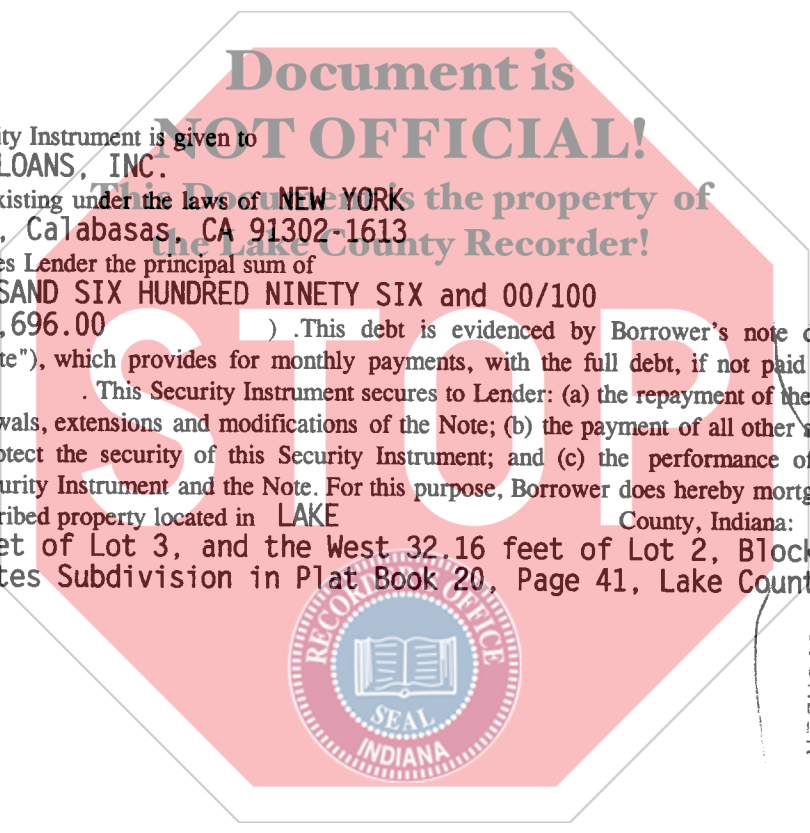 Document is
NOT OFFICIAL!
This Document is the property of
the Lake County Recorder!
STOP
ity Instrument is given to
LOANS, INC.
xisting under the laws of NEW YORK
, Calabasas, CA 91302-1613
es Lender the principal sum of
SAND SIX HUNDRED NINETY SIX and 00/100
,696.00 ) .This debt is evidenced by Borrower's note d
te"), which provides for monthly payments, with the full debt, if not paid
. This Security Instrument secures to Lender: (a) the repayment of the
wals, extensions and modifications of the Note; (b) the payment of all other s
otect the security of this Security Instrument; and (c) the performance of
urity Instrument and the Note. For this purpose, Borrower does hereby mortg
ribed property located in LAKE County, Indiana:
et of Lot 3, and the West 32.16 feet of Lot 2, Block
tes Subdivision in Plat Book 20, Page 41, Lake Count
RECORDER'S OFFICE
SEAL
INDIANA